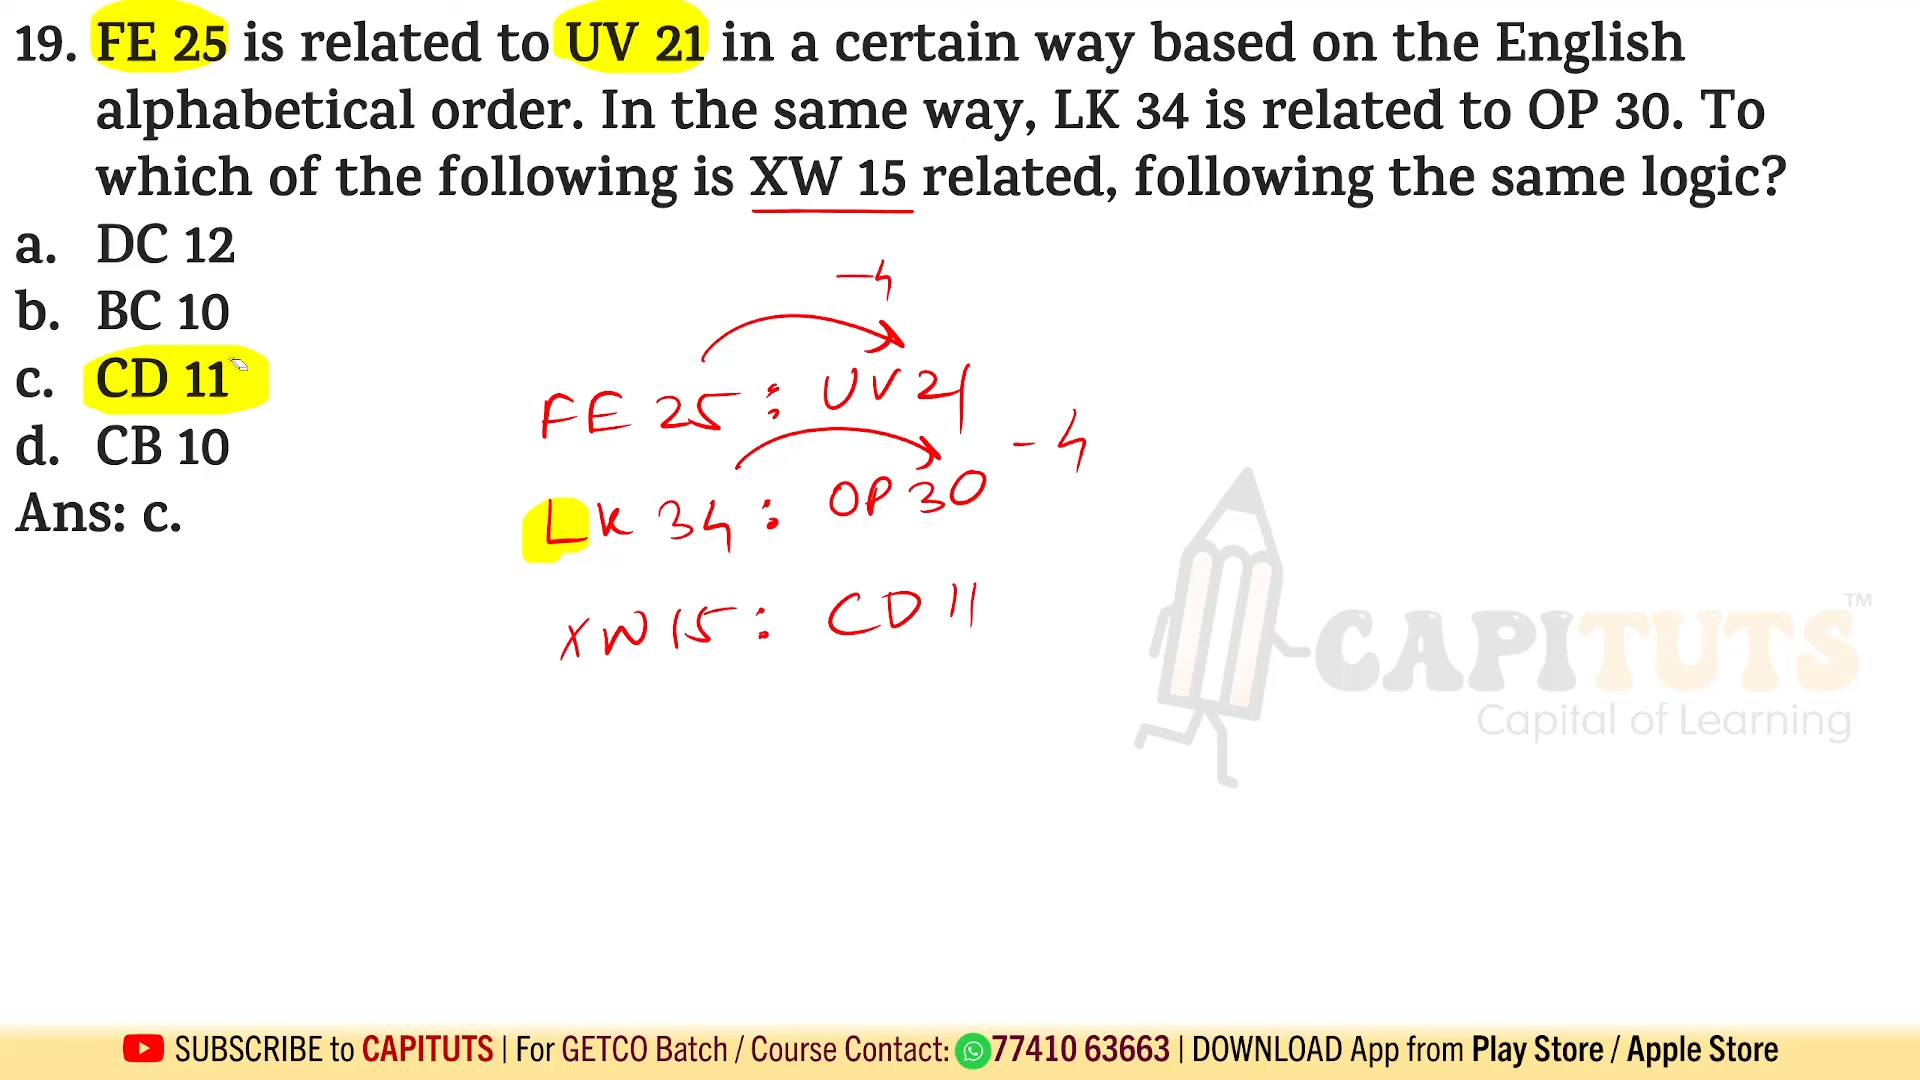 19. FE 25 is related to UV 21 in a certain way based on the English
alphabetical order. In the same way, LK 34 is related to OP 30. To
which of the following is XW 15 related, following the same logic?
a. DC 12
b. BC 10
c. CD 11
d. CB 10
Ans: c.
-4
FE 25 : UV 21
-4
LK 34 : OP 30
XW 15 : CD 11
CAPITUTS™
Capital of Learning
SUBSCRIBE to CAPITUTS | For GETCO Batch / Course Contact: 77410 63663 | DOWNLOAD App from Play Store / Apple Store